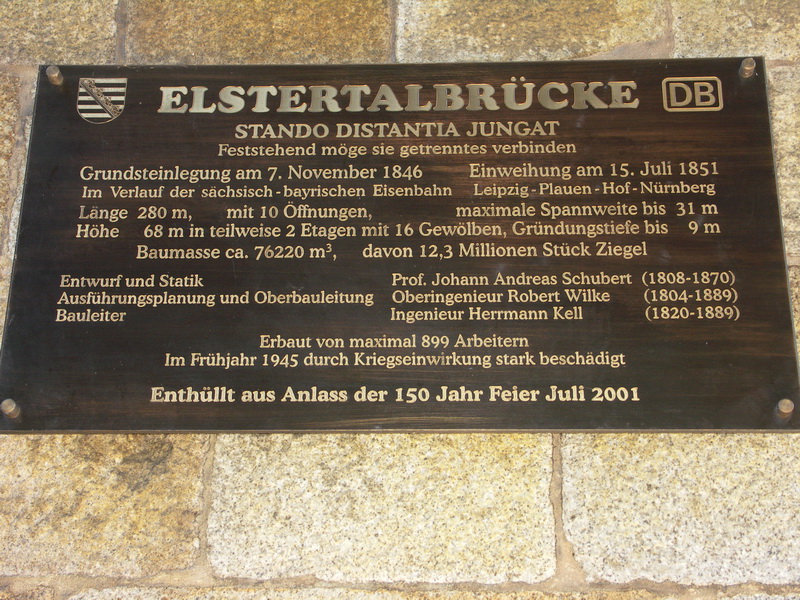 ELSTERTALBRÜCKE DB
STANDO DISTANTIA JUNGAT
Feststehend möge sie getrenntes verbinden
Grundsteinlegung am 7. November 1846 Einweihung am 15. Juli 1851
Im Verlauf der sächsisch-bayrischen Eisenbahn Leipzig-Plauen-Hof-Nürnberg
Länge 280 m, mit 10 Öffnungen, maximale Spannweite bis 31 m
Höhe 68 m in teilweise 2 Etagen mit 16 Gewölben, Gründungstiefe bis 9 m
Baumasse ca. 76220 m³, davon 12,3 Millionen Stück Ziegel
Entwurf und Statik Prof. Johann Andreas Schubert (1808-1870)
Ausführungsplanung und Oberbauleitung Oberingenieur Robert Wilke (1804-1889)
Bauleiter Ingenieur Herrmann Kell (1820-1889)
Erbaut von maximal 899 Arbeitern
Im Frühjahr 1945 durch Kriegseinwirkung stark beschädigt
Enthüllt aus Anlass der 150 Jahr Feier Juli 2001